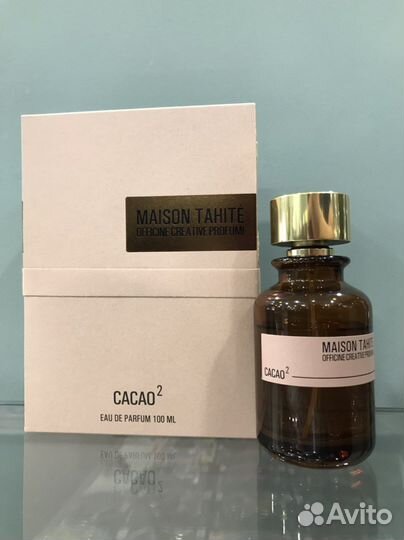 MAISON TAHITÉ
OFFICINE CREATIVE PROFUMI
CACAO²
EAU DE PARFUM 100 ML
MAISON TAHITÉ
OFFICINE CREATIVE PROFUMI
CACAO²
Avito